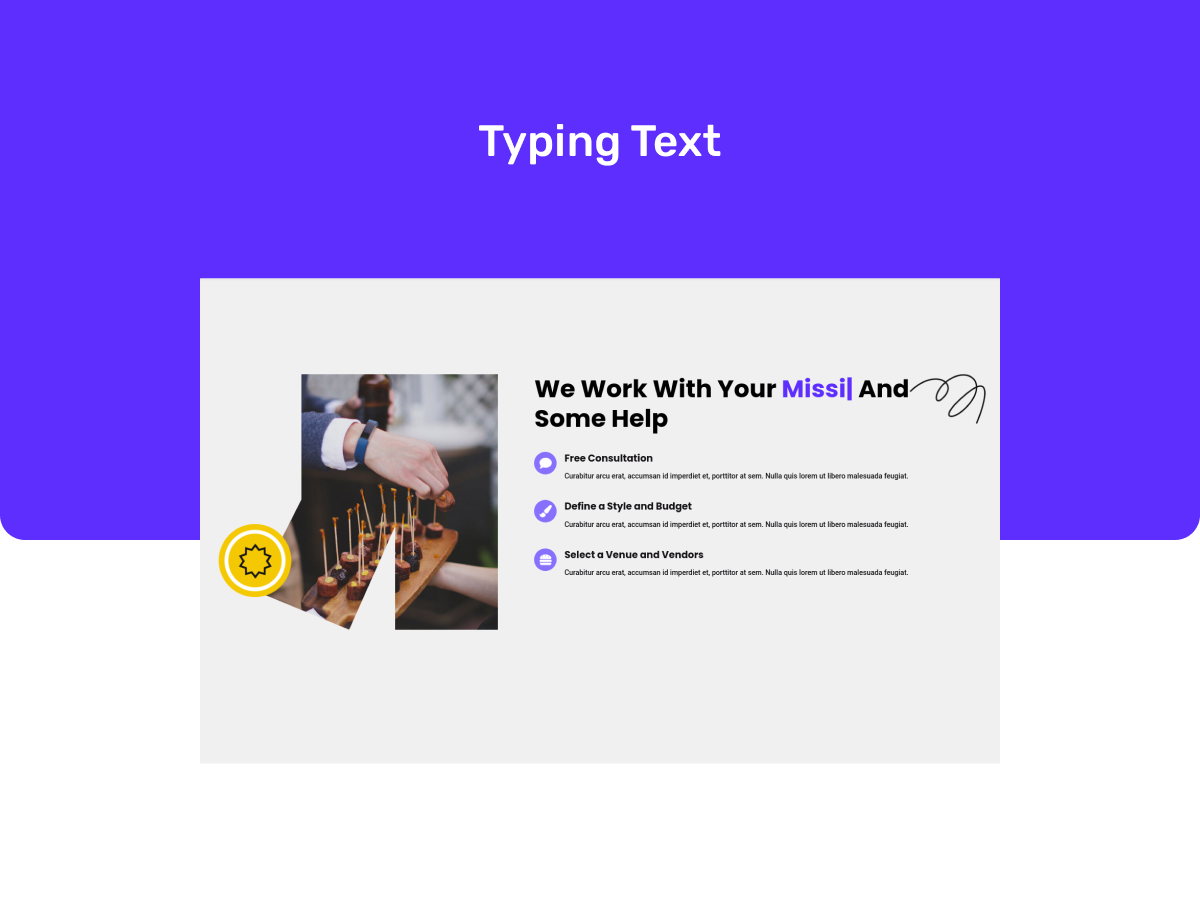 Typing Text
We Work With Your Missi| And
Some Help
Free Consultation
Curabitur arcu erat, accumsan id imperdiet et, porttitor at sem. Nulla quis lorem ut libero malesuada feugiat.
Define a Style and Budget
Curabitur arcu erat, accumsan id imperdiet et, porttitor at sem. Nulla quis lorem ut libero malesuada feugiat.
Select a Venue and Vendors
Curabitur arcu erat, accumsan id imperdiet et, porttitor at sem. Nulla quis lorem ut libero malesuada feugiat.